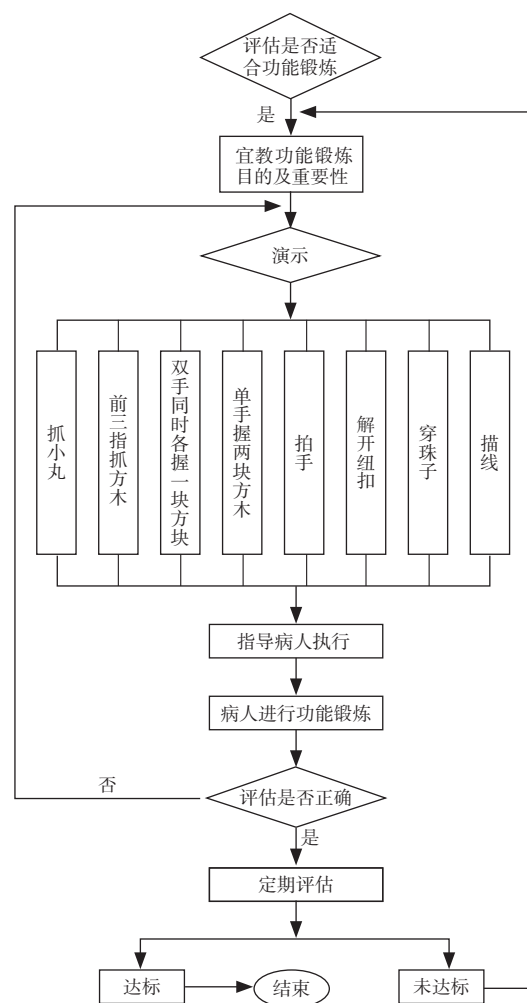 评估是否适
合功能锻炼
是
宜教功能锻炼
目的及重要性
演示
抓小丸
前三指抓方木
双手同时各握一块方块
单手握两块方木
拍手
解开纽扣
穿珠子
描线
指导病人执行
病人进行功能锻炼
否
评估是否正确
是
定期评估
达标
结束
未达标